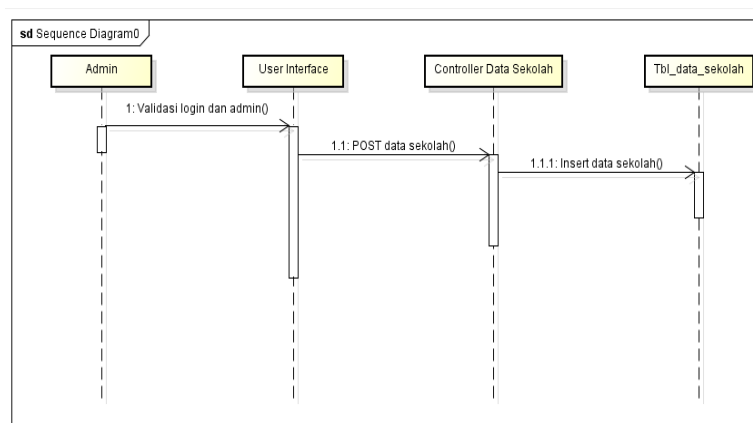 sd Sequence Diagram0
Admin
User Interface
Controller Data Sekolah
Tbl_data_sekolah
1: Validasi login dan admin()
1.1: POST data sekolah()
1.1.1: Insert data sekolah()